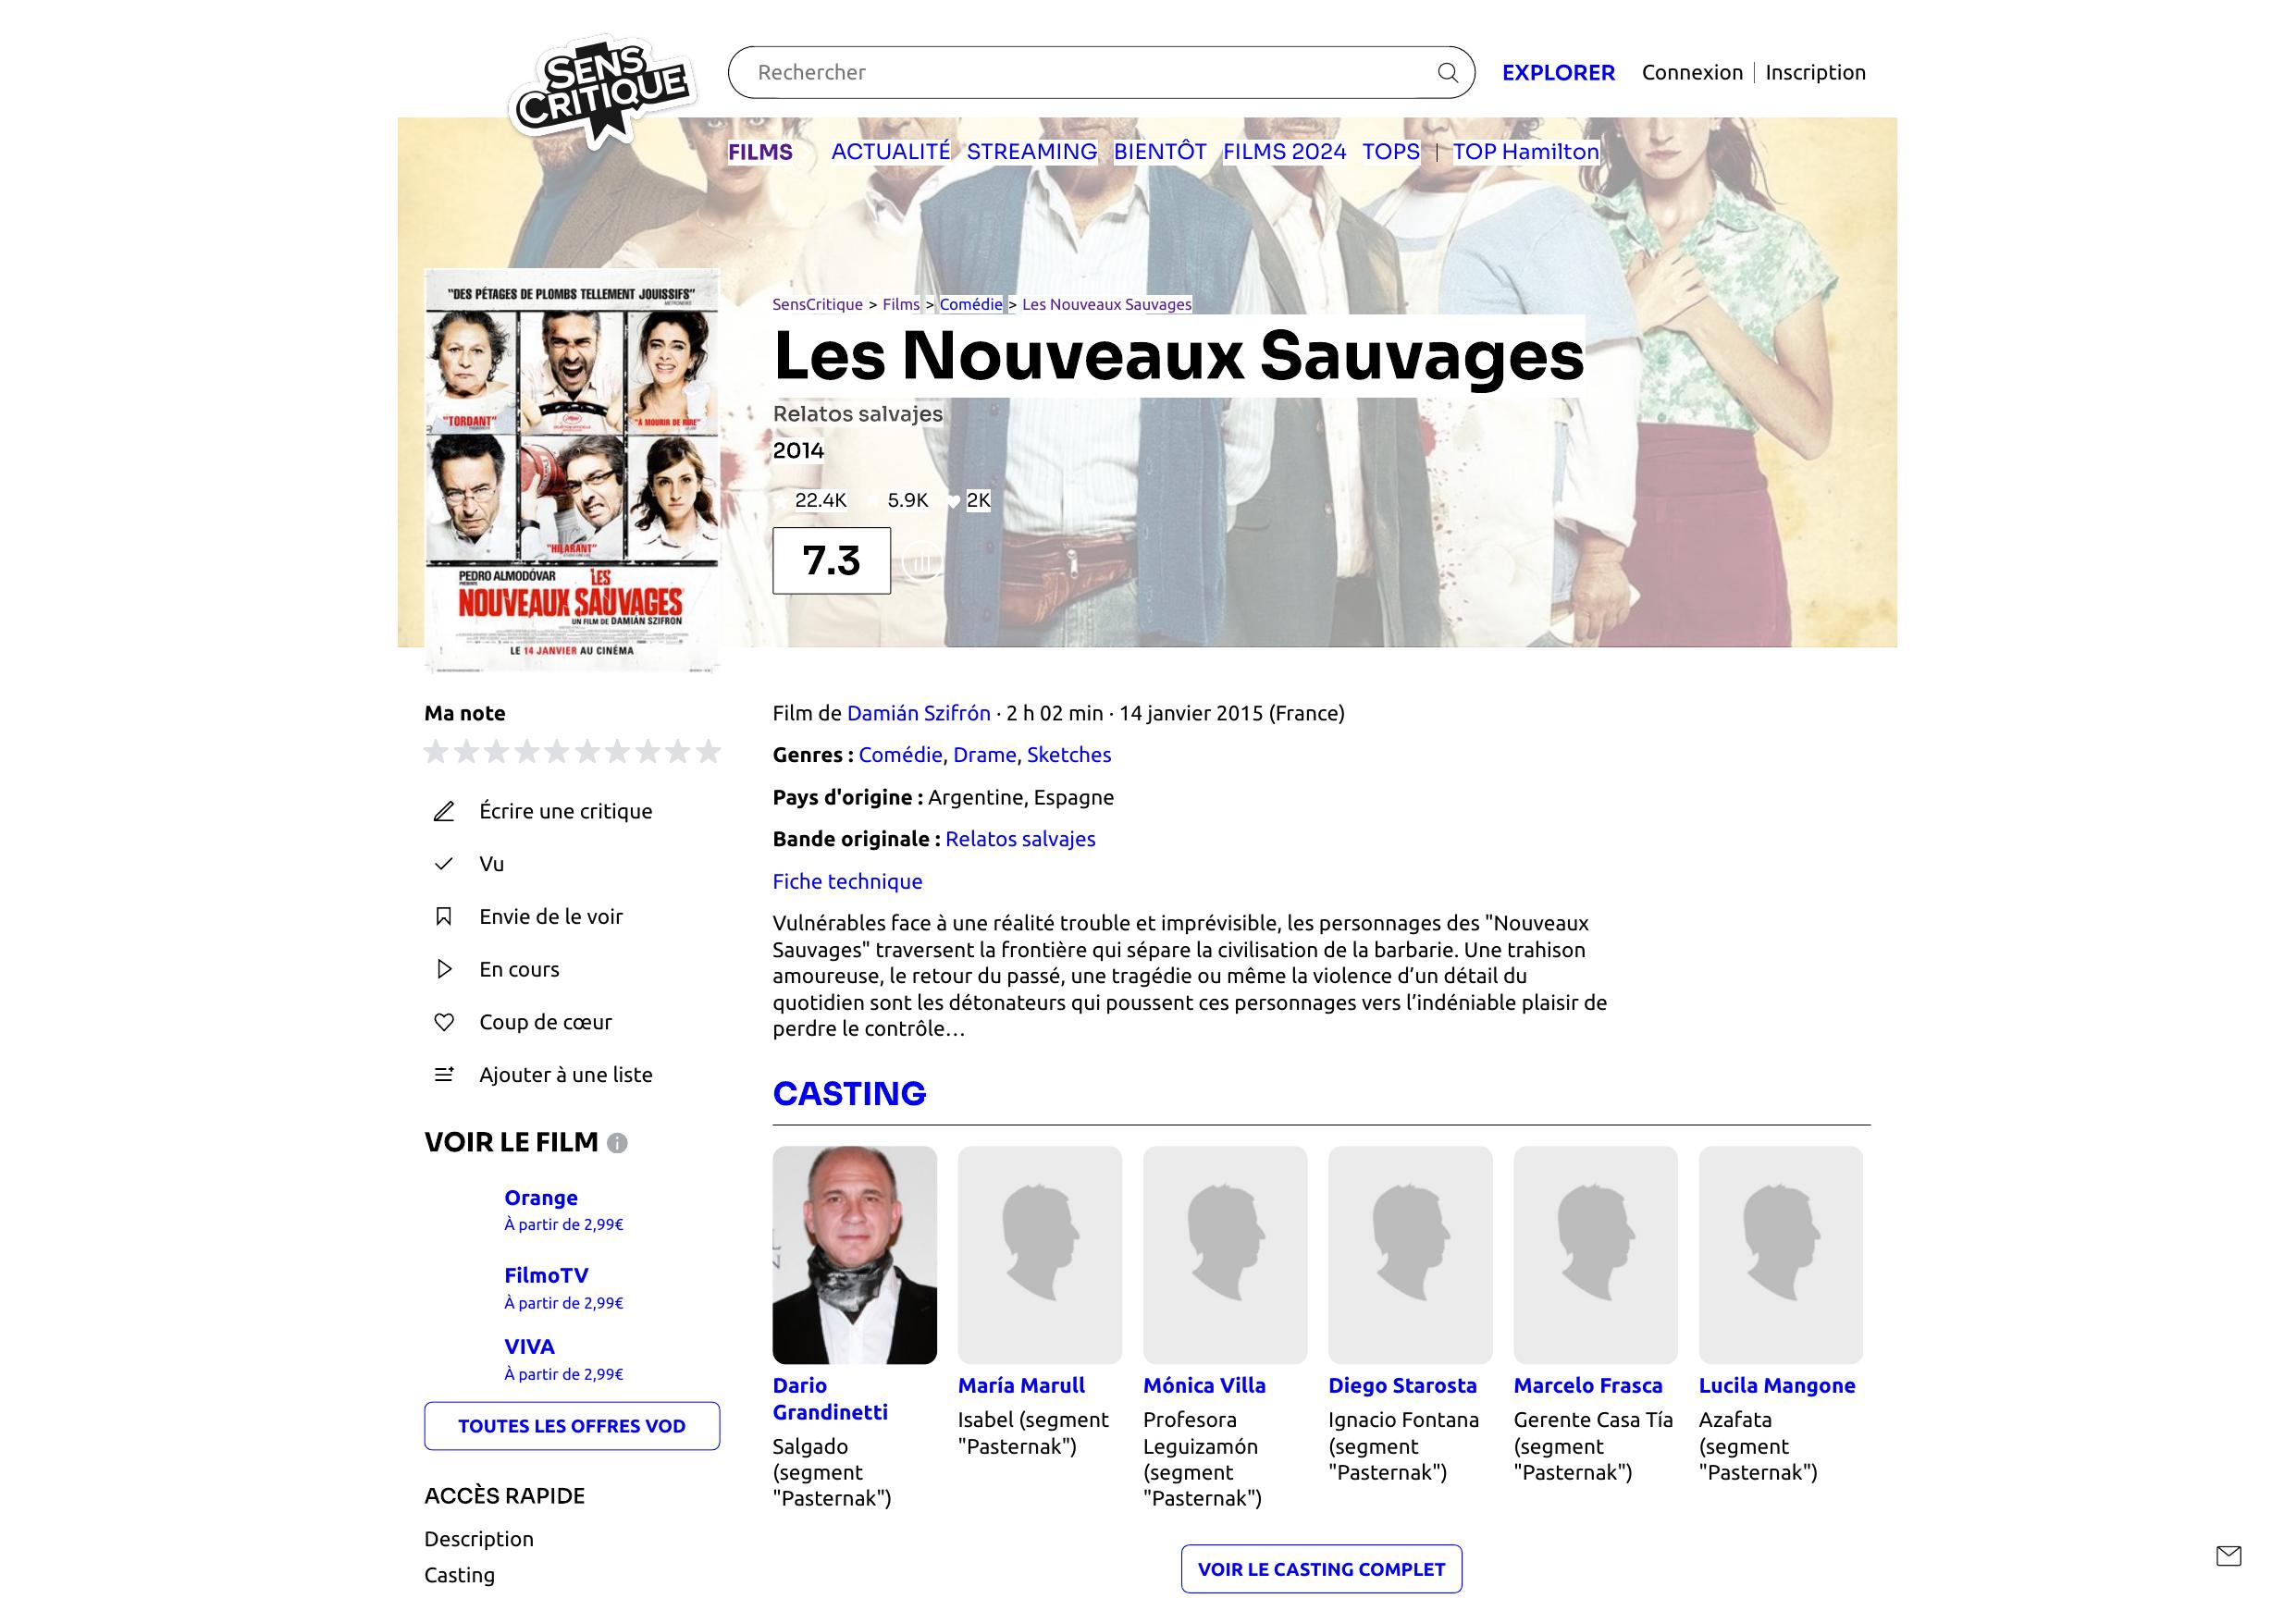 SENS
CRITIQUE
Rechercher
EXPLORER
Connexion | Inscription
FILMS ACTUALITÉ STREAMING BIENTÔT FILMS 2024 TOPS | TOP Hamilton
"DES PÉTAGES DE PLOMBS TELLEMENT JOUISSIFS"
"TORDANT"
"À MOURIR DE RIRE"
"HILARANT"
PEDRO ALMODÓVAR
PRÉSENTE
LES
NOUVEAUX SAUVAGES
UN FILM DE DAMIÁN SZIFRON
LE 14 JANVIER AU CINÉMA
SensCritique > Films > Comédie > Les Nouveaux Sauvages
Les Nouveaux Sauvages
Relatos salvajes
2014
22.4K 5.9K 2K
7.3
Ma note
Écrire une critique
Vu
Envie de le voir
En cours
Coup de cœur
Ajouter à une liste
VOIR LE FILM
Orange
À partir de 2,99€
FilmoTV
À partir de 2,99€
VIVA
À partir de 2,99€
TOUTES LES OFFRES VOD
ACCÈS RAPIDE
Description
Casting
Film de Damián Szifrón · 2 h 02 min · 14 janvier 2015 (France)
Genres : Comédie, Drame, Sketches
Pays d'origine : Argentine, Espagne
Bande originale : Relatos salvajes
Fiche technique
Vulnérables face à une réalité trouble et imprévisible, les personnages des "Nouveaux
Sauvages" traversent la frontière qui sépare la civilisation de la barbarie. Une trahison
amoureuse, le retour du passé, une tragédie ou même la violence d’un détail du
quotidien sont les détonateurs qui poussent ces personnages vers l’indéniable plaisir de
perdre le contrôle…
CASTING
Dario
Grandinetti
Salgado
(segment
"Pasternak")
María Marull
Isabel (segment
"Pasternak")
Mónica Villa
Profesora
Leguizamón
(segment
"Pasternak")
Diego Starosta
Ignacio Fontana
(segment
"Pasternak")
Marcelo Frasca
Gerente Casa Tía
(segment
"Pasternak")
Lucila Mangone
Azafata
(segment
"Pasternak")
VOIR LE CASTING COMPLET